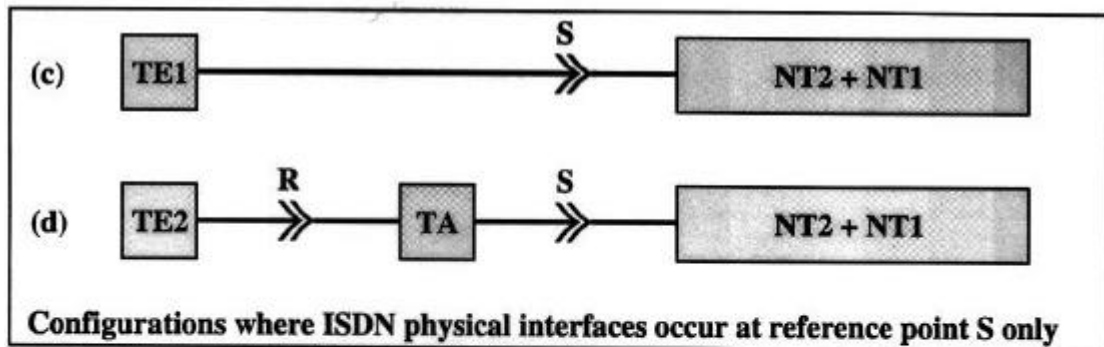 S
(c) TE1 NT2 + NT1
R S
(d) TE2 TA NT2 + NT1
Configurations where ISDN physical interfaces occur at reference point S only